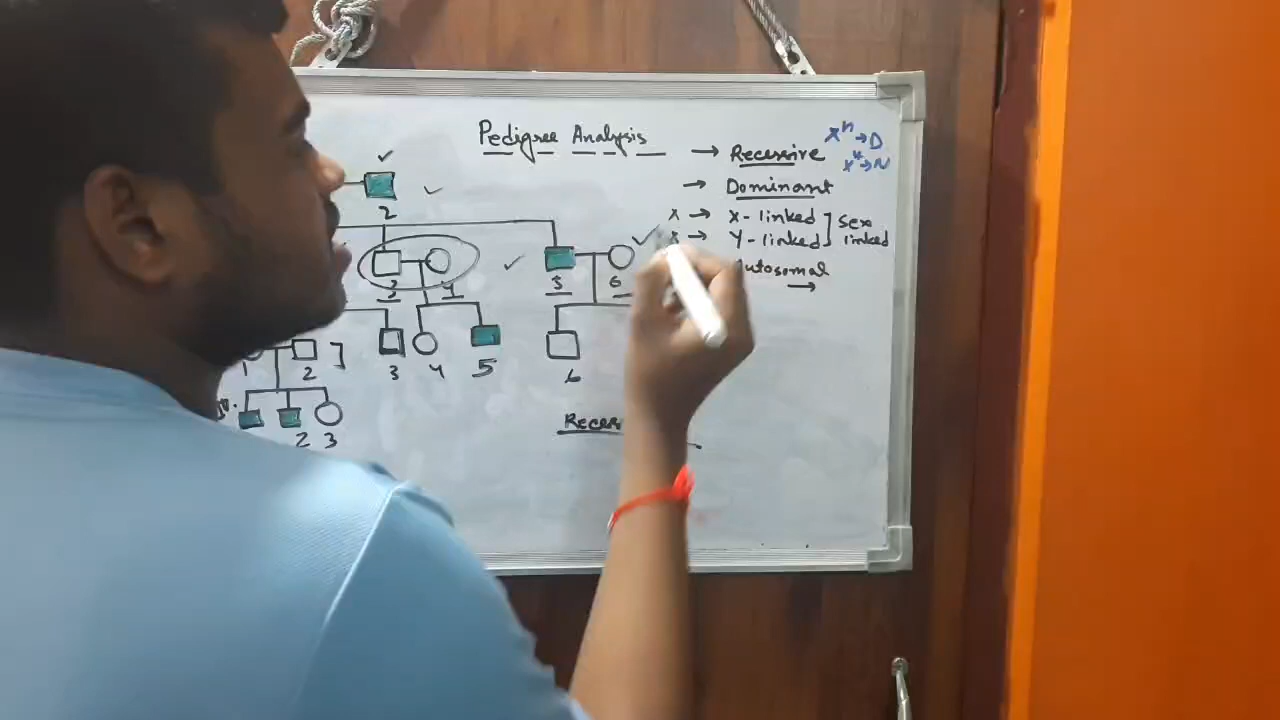 Pedigree Analysis
→ Recessive
X^h → D
→ Dominant
2
x → X-linked ] Sex
x → Y-linked ] linked
Autosomal
→
3 4 5 6
1 2
3 4 5 6
2 3